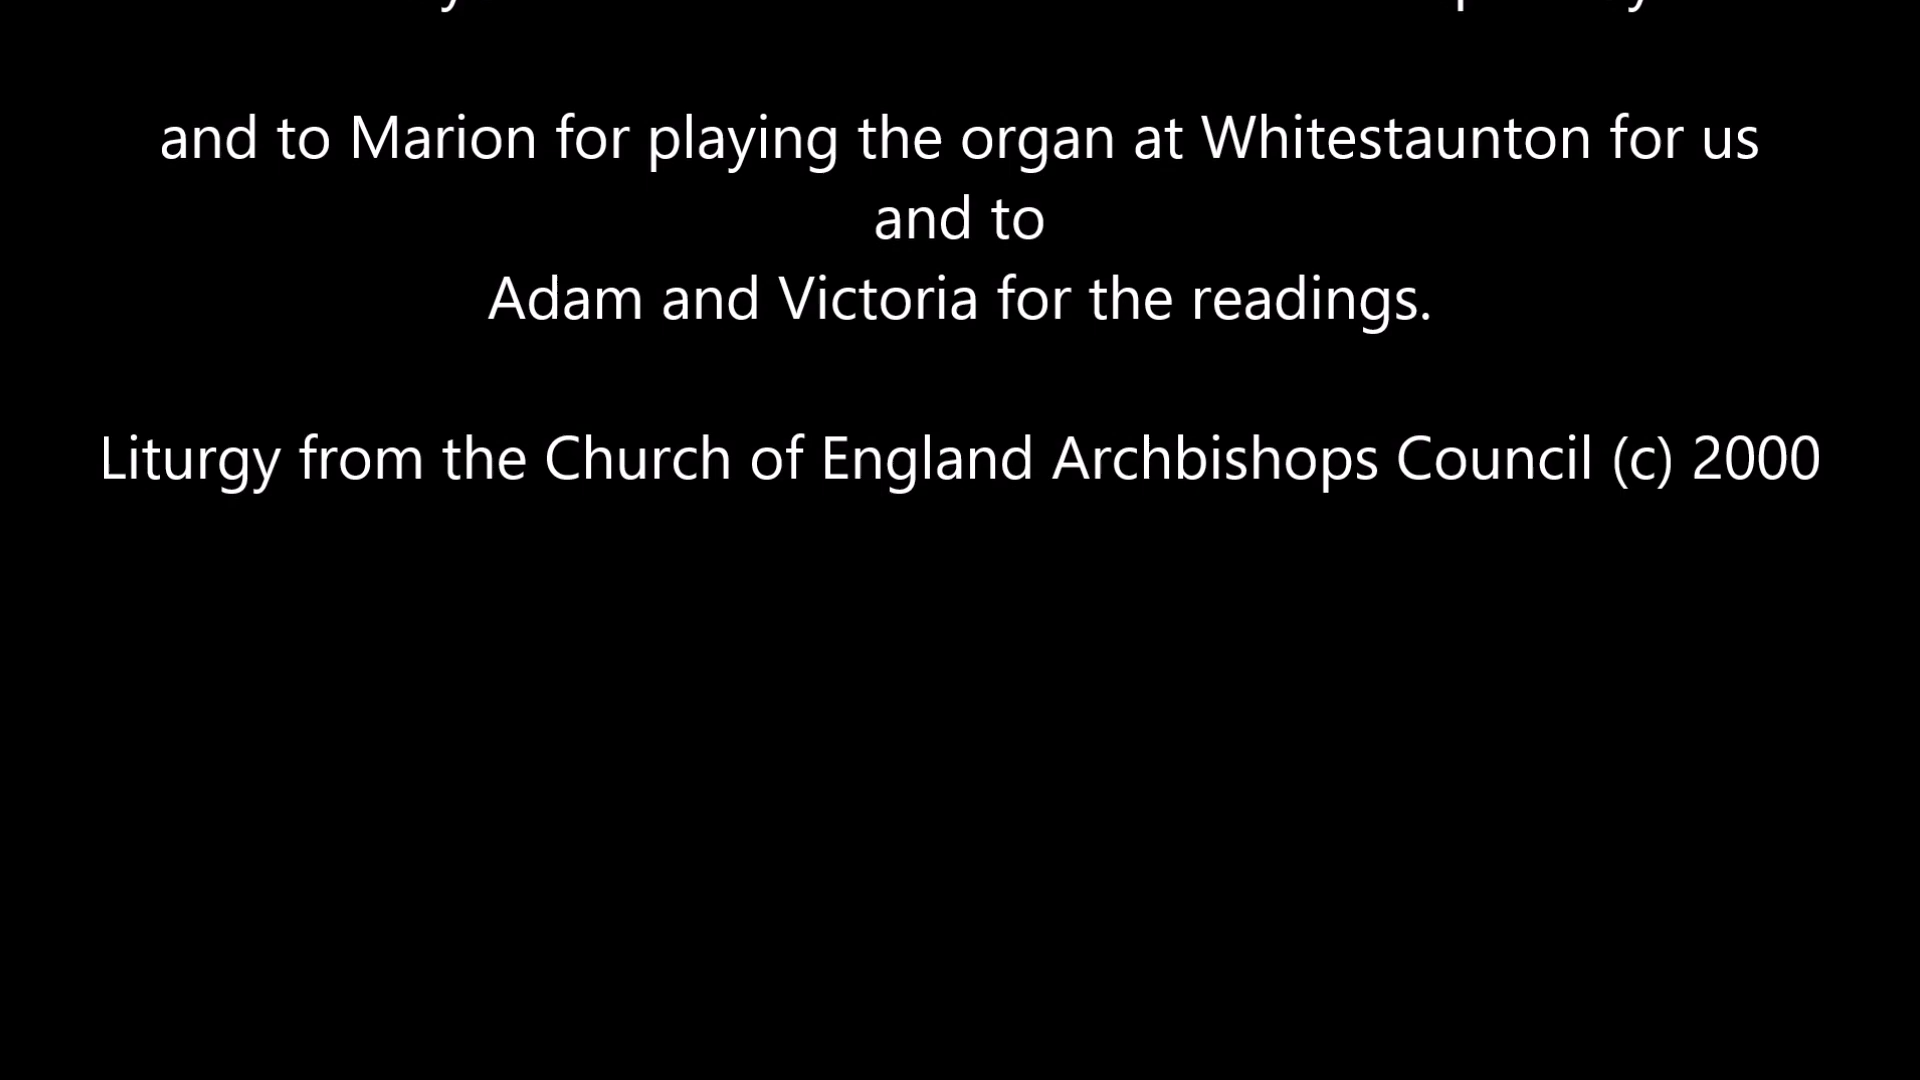 and to Marion for playing the organ at Whitestaunton for us
and to
Adam and Victoria for the readings.
Liturgy from the Church of England Archbishops Council (c) 2000